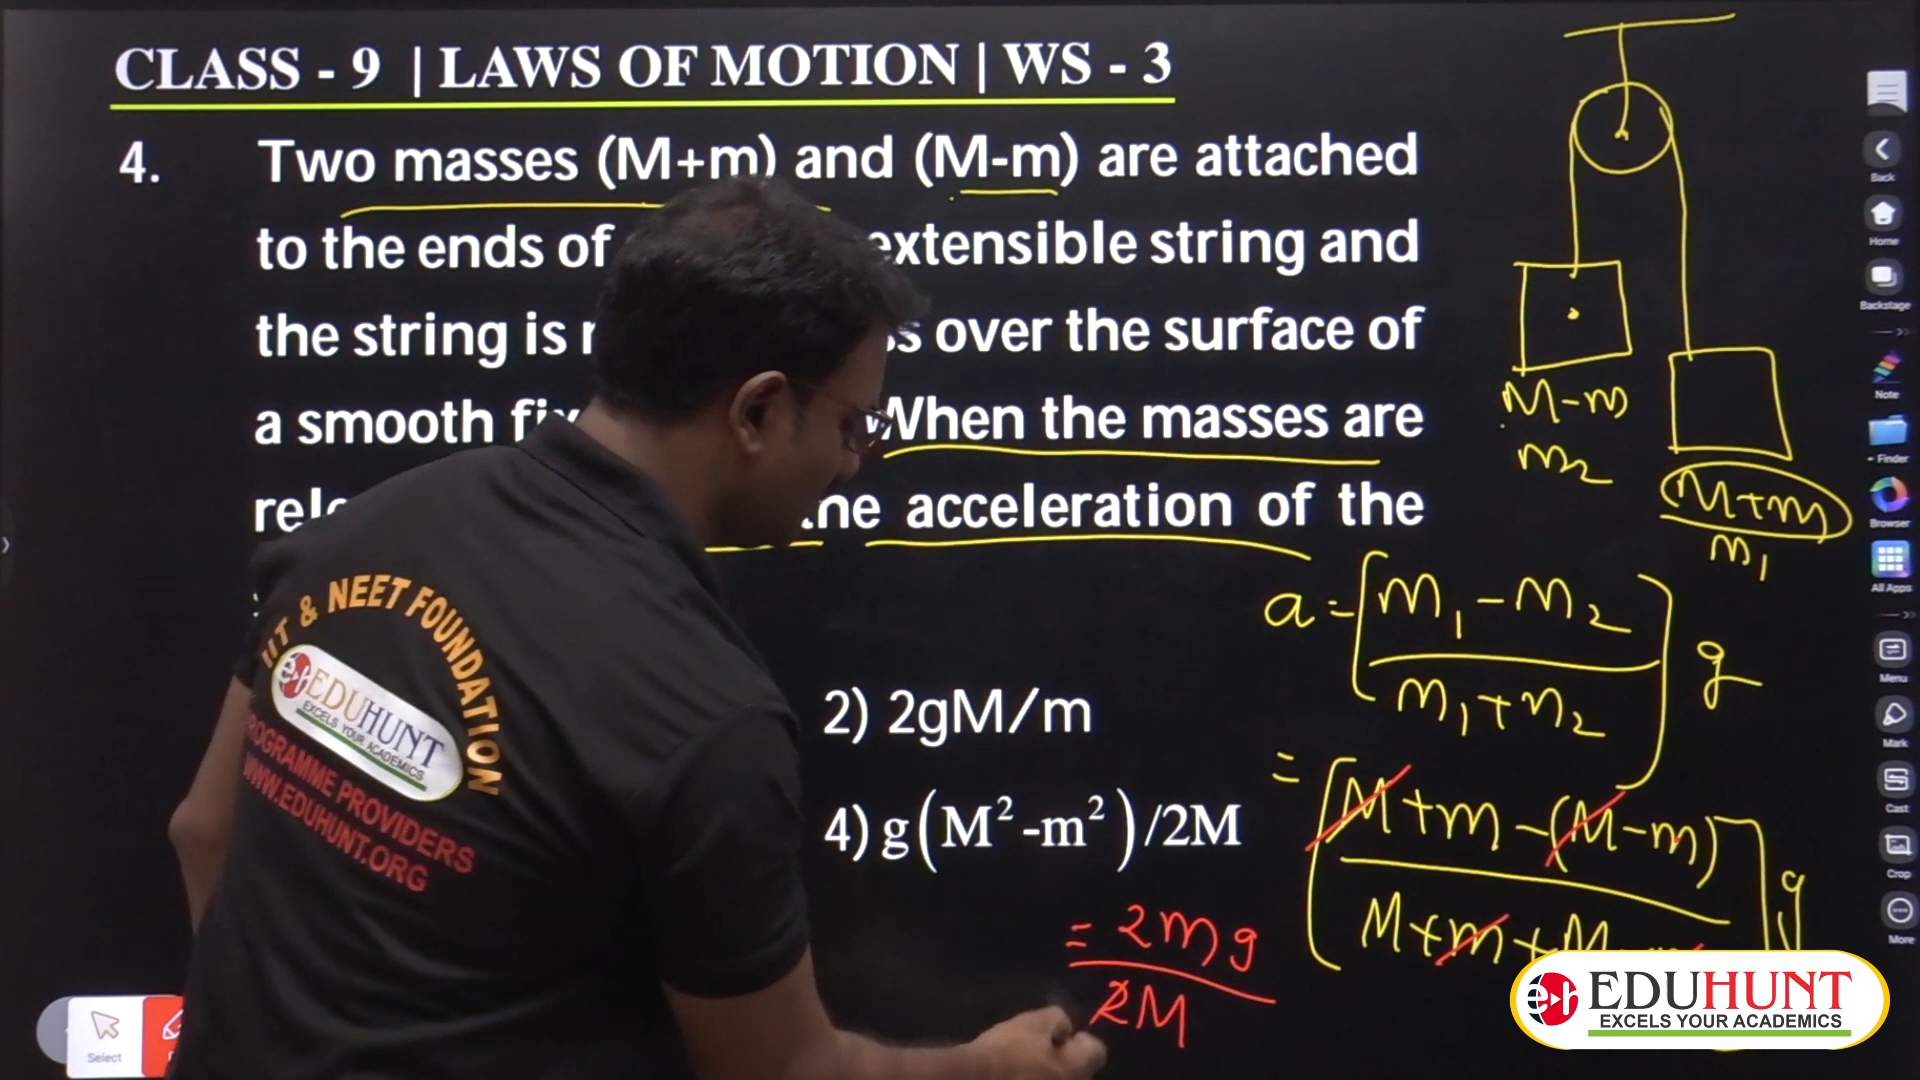 CLASS - 9 | LAWS OF MOTION | WS - 3
4. Two masses (M+m) and (M-m) are attached
to the ends of extensible string and
the string is over the surface of
a smooth When the masses are
the acceleration of the
2) 2gM/m
4) g(M²-m²)/2M
M-m
m2
M+m
m1
a = [m1 - m2 / m1 + m2] g
= [M+m-(M-m) / M+m+M-m] g
= 2mg
2M
IIT & NEET FOUNDATION
EDUHUNT
EXCELS YOUR ACADEMICS
PROGRAMME PROVIDERS
WWW.EDUHUNT.ORG
Back
Home
Backstage
Note
Finder
Browser
All Apps
Menu
Mark
Cast
Crop
More
Select
EDUHUNT
EXCELS YOUR ACADEMICS